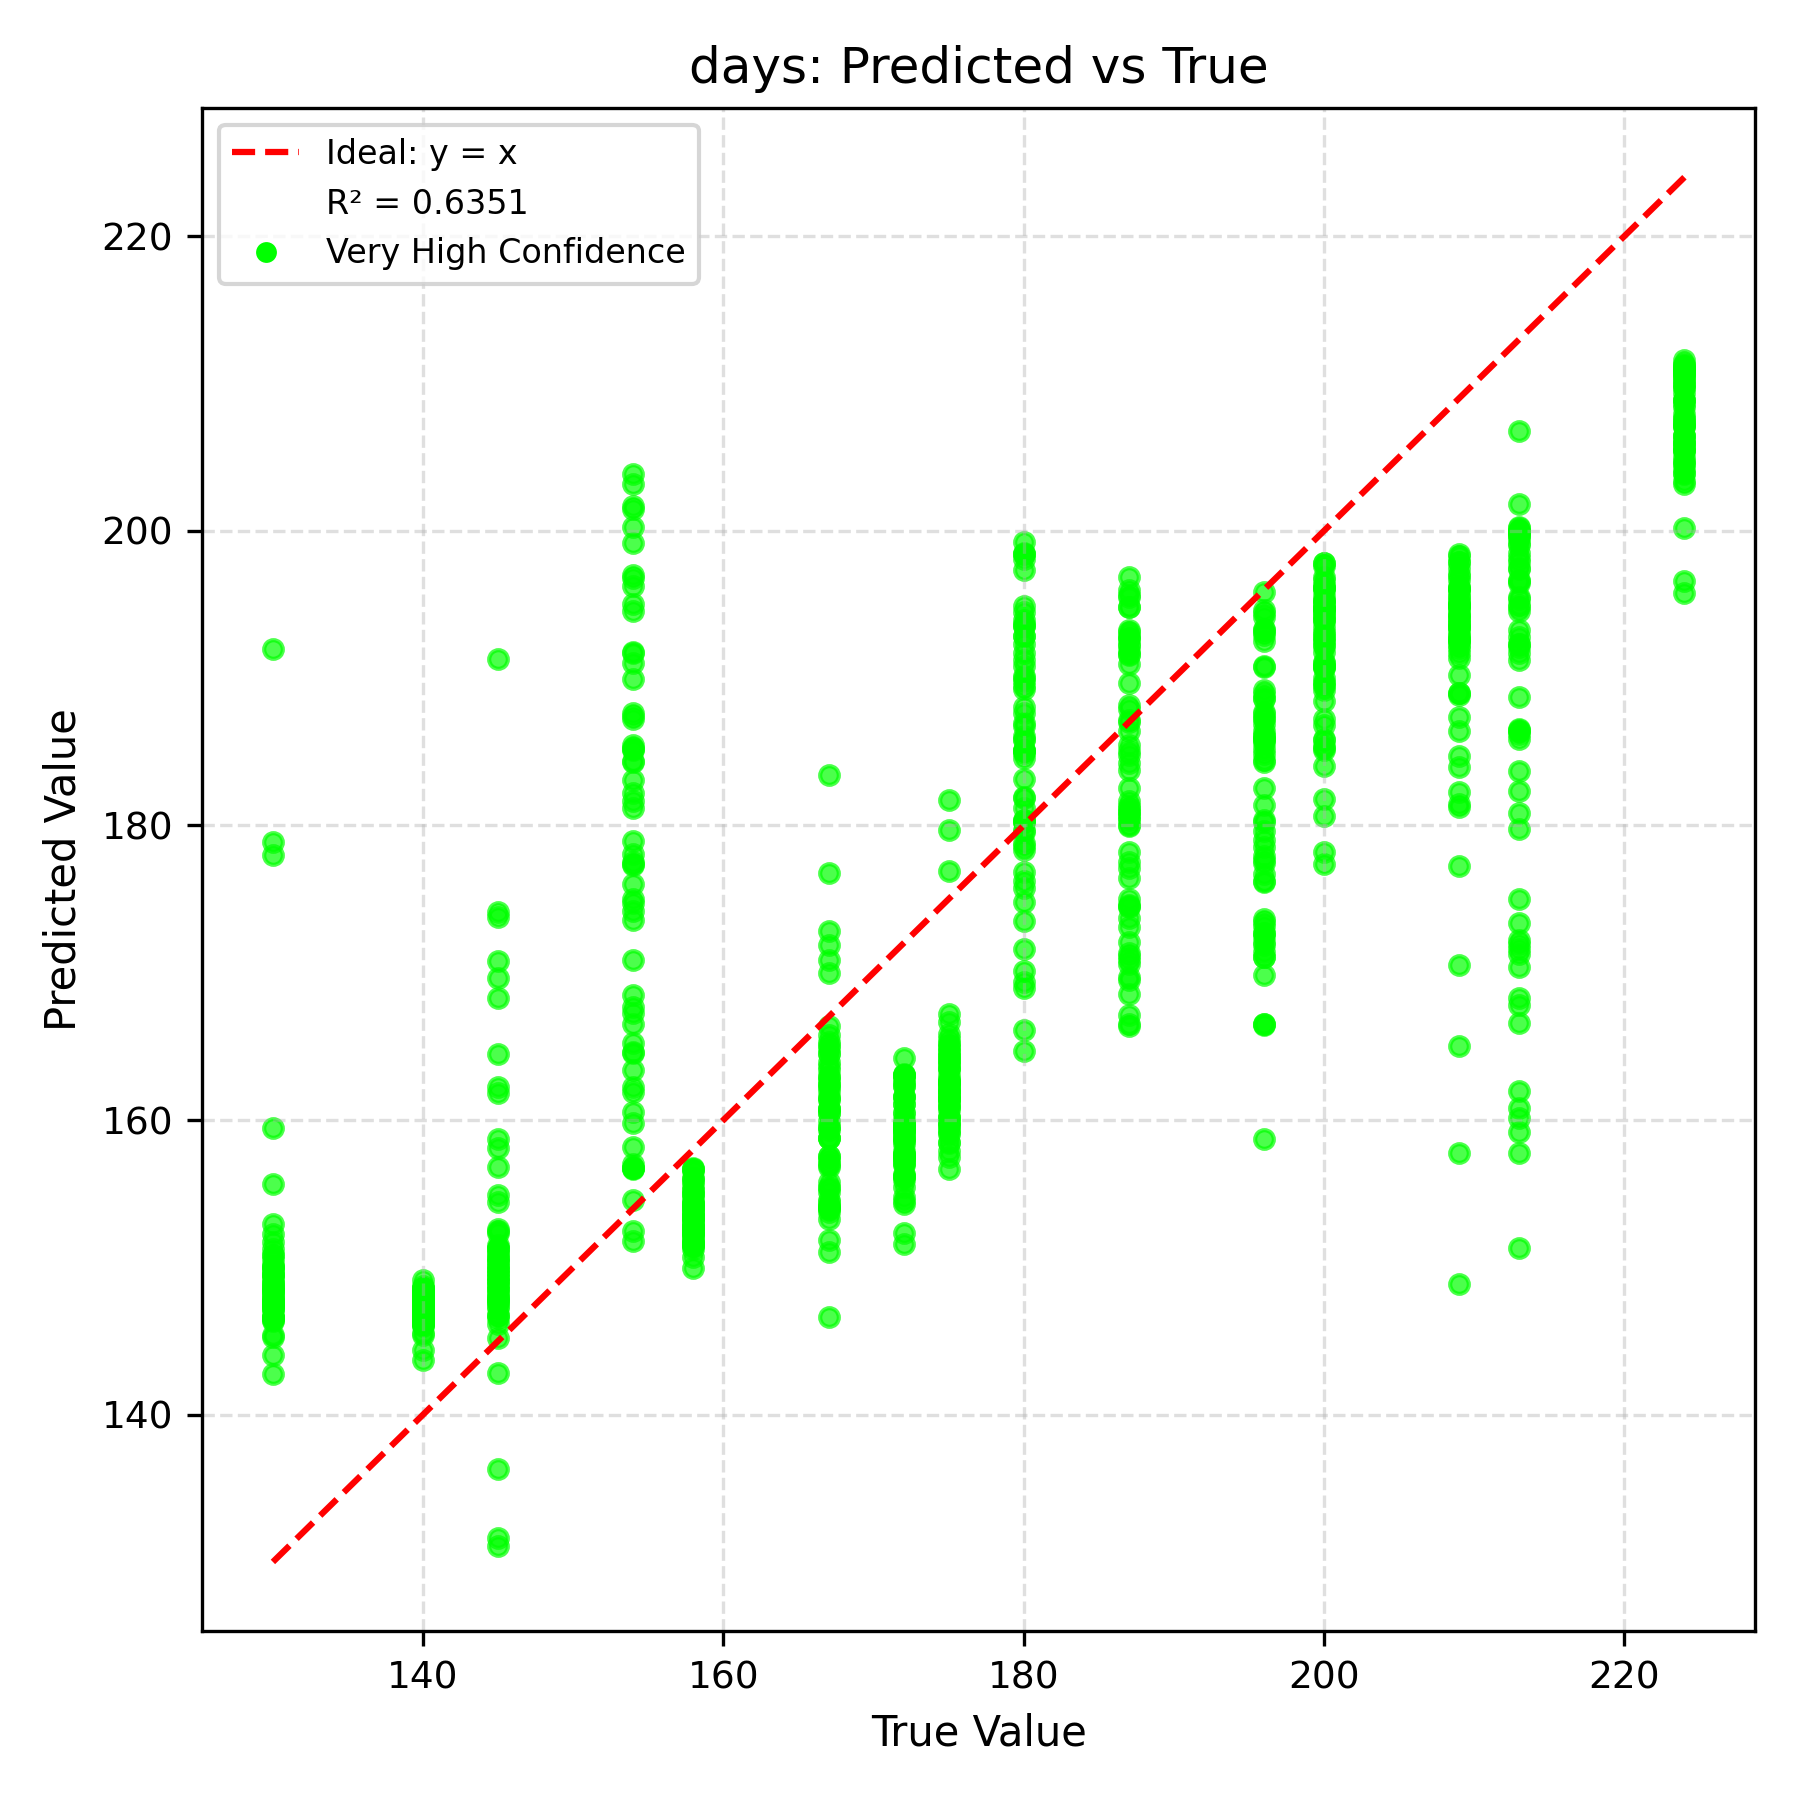 days: Predicted vs True
Ideal: y = x
R² = 0.6351
Very High Confidence
220
200
180
160
140
Predicted Value
140
160
180
200
220
True Value